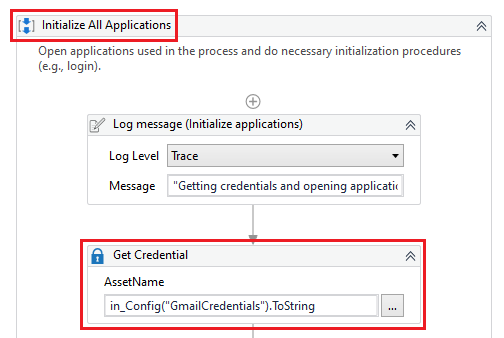 Initialize All Applications
Open applications used in the process and do necessary initialization procedures
(e.g., login).
Log message (Initialize applications)
Log Level Trace
Message "Getting credentials and opening applicatio
Get Credential
AssetName
in_Config("GmailCredentials").ToString ...